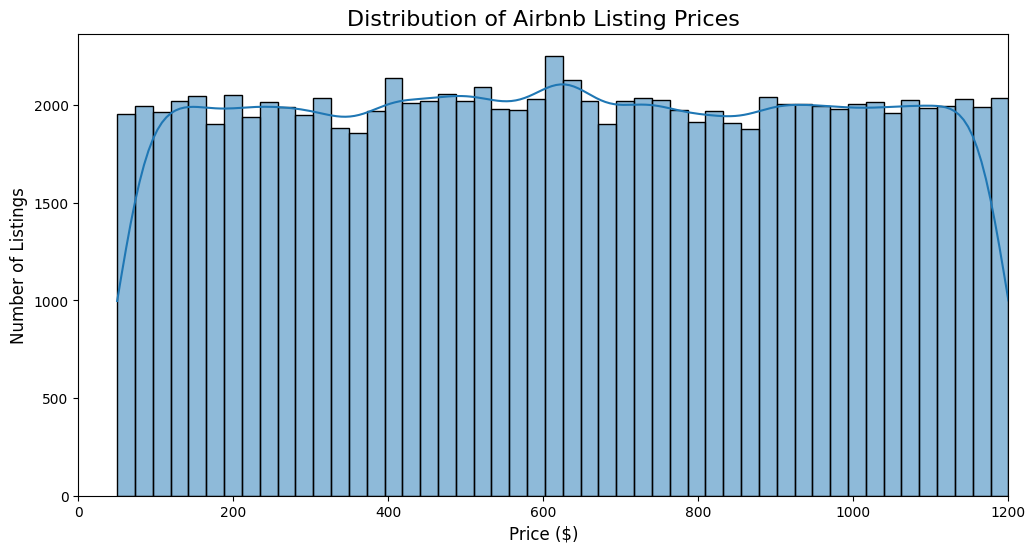 Distribution of Airbnb Listing Prices
Number of Listings
2000
1500
1000
500
0
0 200 400 600 800 1000 1200
Price ($)